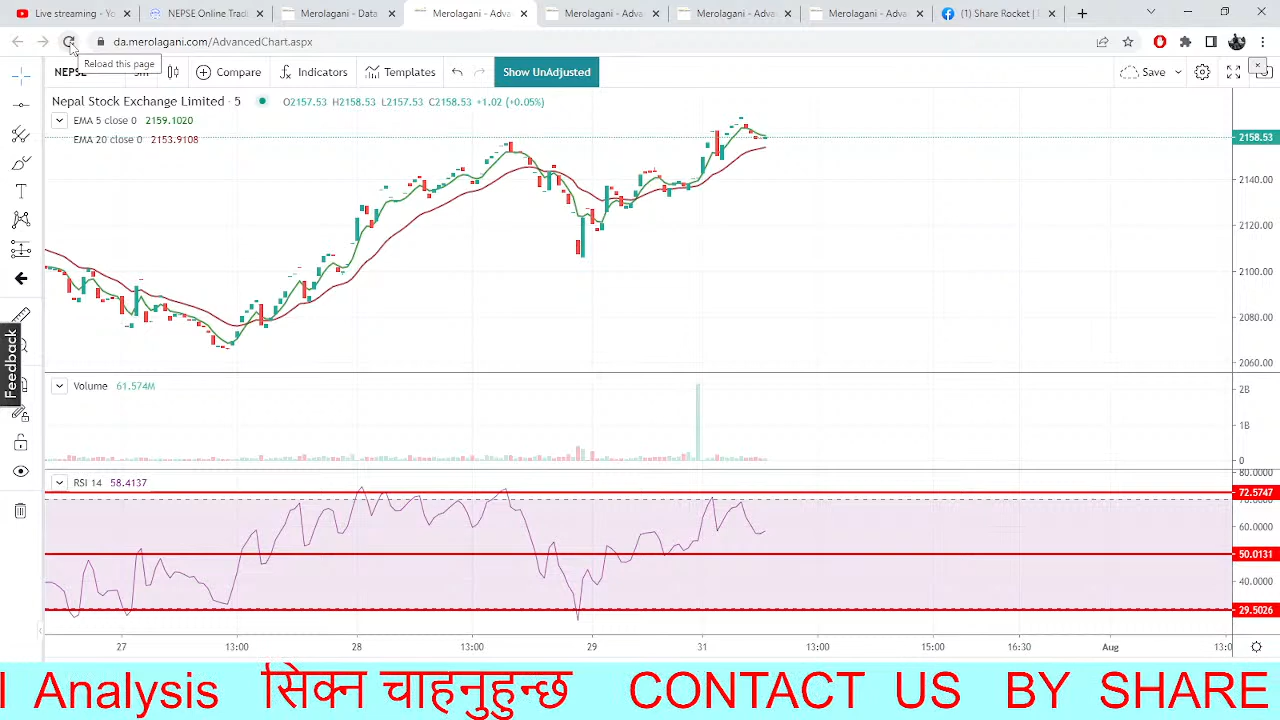 Live streaming - Yo
NEPSE Online Tradi
Merolagani - Data
Merolagani - Adva
Merolagani - Adva
Merolagani - Adva
Merolagani - Adva
(1) Share Rocket (
da.merolagani.com/AdvancedChart.aspx
Reload this page
NEPSE
Compare
Indicators
Templates
Show UnAdjusted
Save
Nepal Stock Exchange Limited · 5
O2157.53 H2158.53 L2157.53 C2158.53 +1.02 (+0.05%)
EMA 5 close 0 2159.1020
EMA 20 close 0 2153.9108
2158.53
2140.00
2120.00
2100.00
2080.00
2060.00
Feedback
Volume 61.574M
2B
1B
0
RSI 14 58.4137
80.0000
72.5747
60.0000
50.0131
40.0000
29.5026
27 13:00 28 13:00 29 31 13:00 15:00 16:30 Aug 13:0
l Analysis सिक्न चाहनुहुन्छ CONTACT US BY SHARE